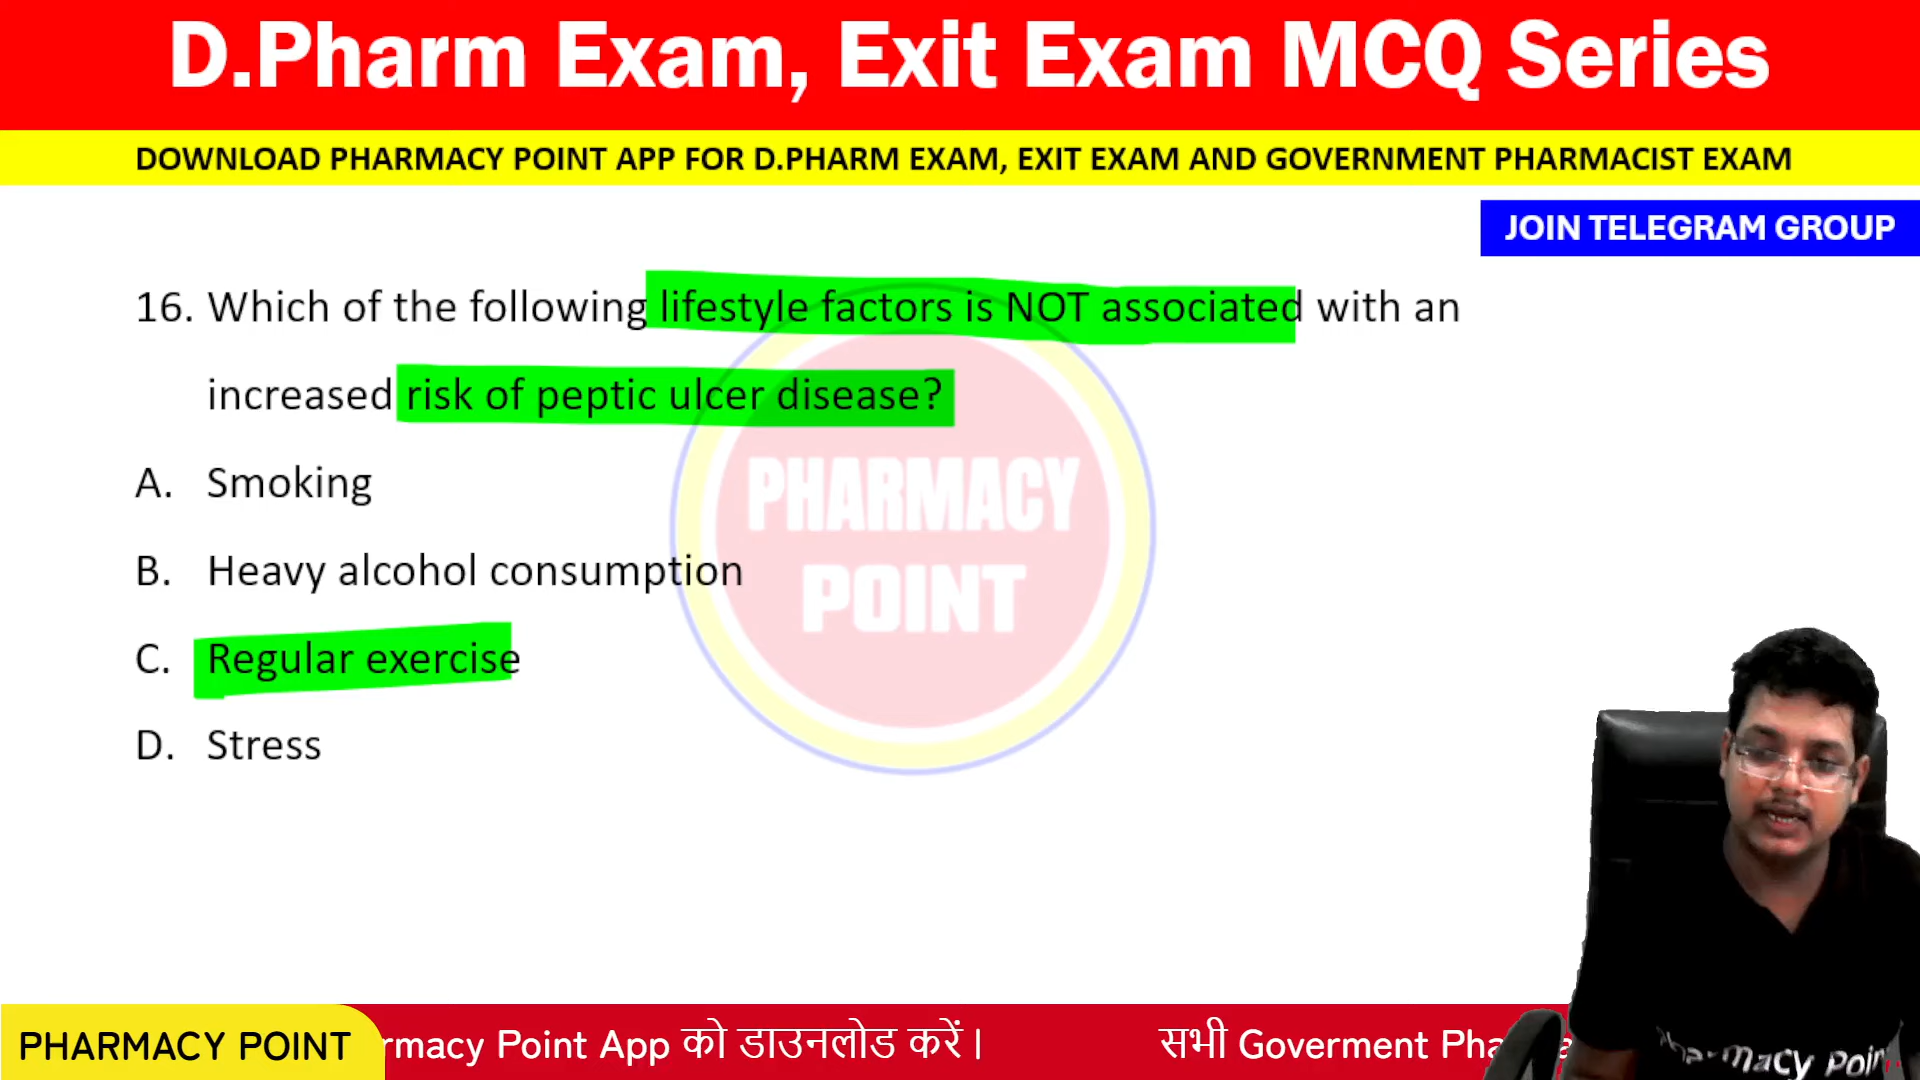 D.Pharm Exam, Exit Exam MCQ Series
DOWNLOAD PHARMACY POINT APP FOR D.PHARM EXAM, EXIT EXAM AND GOVERNMENT PHARMACIST EXAM
JOIN TELEGRAM GROUP
16. Which of the following lifestyle factors is NOT associated with an
increased risk of peptic ulcer disease?
A. Smoking
B. Heavy alcohol consumption
C. Regular exercise
D. Stress
PHARMACY
POINT
PHARMACY POINT
rmacy Point App को डाउनलोड करें। सभी Goverment Pha
harmacy Poin